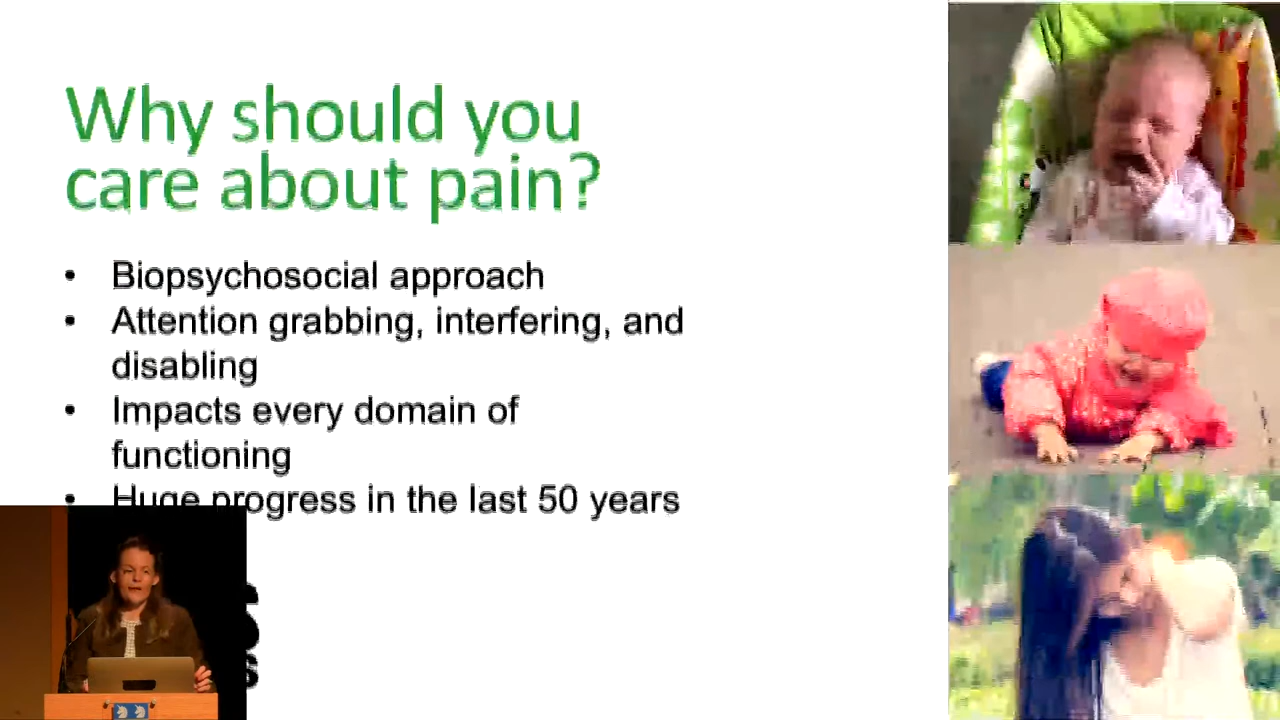 Why should you
care about pain?
• Biopsychosocial approach
• Attention grabbing, interfering, and
disabling
• Impacts every domain of
functioning
• Huge progress in the last 50 years